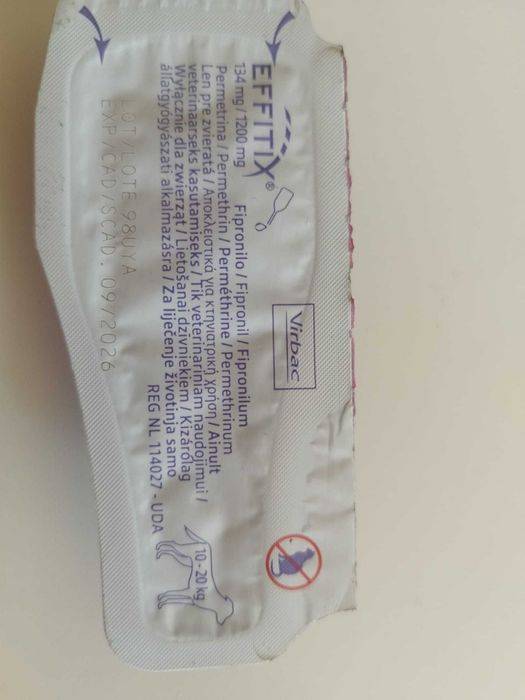 EFFITIX®
134 mg / 1200 mg
Fipronilo / Fipronil / Fipronilum
Permetrina / Permethrin / Perméthrine / Permethrinum
Len pre zvieratá / Αποκλειστικά για κτηνιατρική χρήση / Ainult
veterinaarseks kasutamiseks / Tik veterinariniam naudojimui /
Wyłącznie dla zwierząt / Lietošanai dzīvniekiem / Kizárólag
állatgyógyászati alkalmazásra / Za liječenje životinja samo
REG NL 114027 - UDA
Virbac
10-20 kg
LOT/LOTE 98UYA
EXP/CAD/SCAD. 09/2026